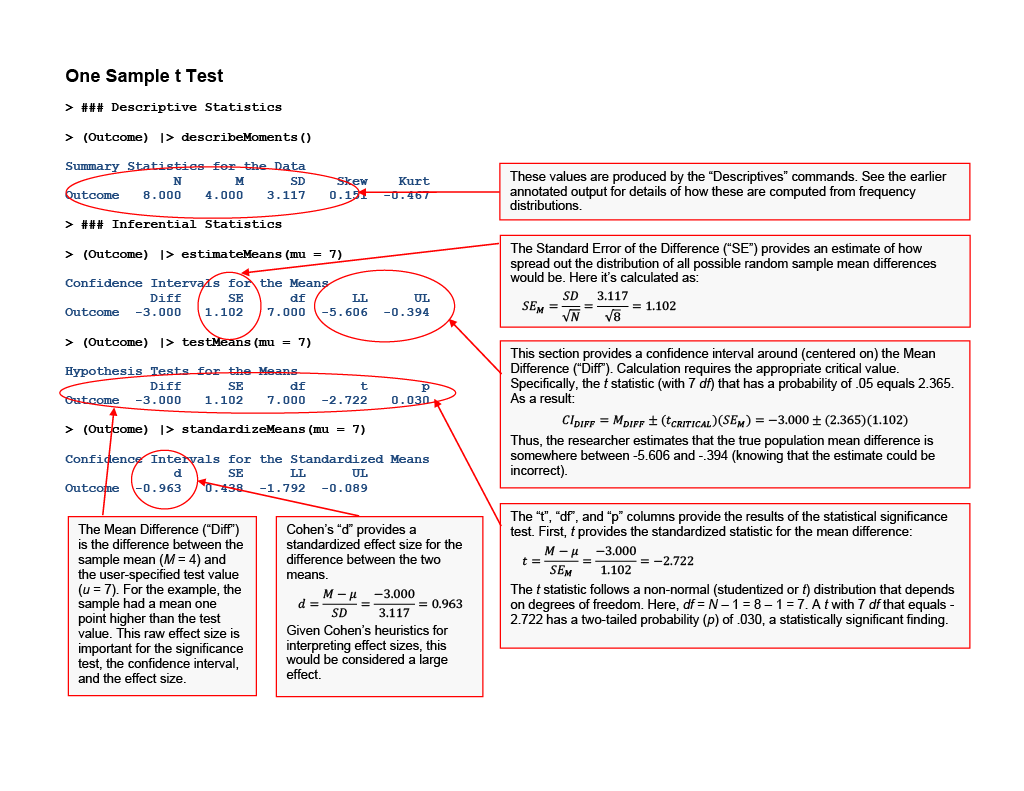 One Sample t Test
> ### Descriptive Statistics
> (Outcome) |> describeMoments()
Summary Statistics for the Data
N M SD Skew Kurt
Outcome 8.000 4.000 3.117 0.151 -0.467
> ### Inferential Statistics
> (Outcome) |> estimateMeans(mu = 7)
Confidence Intervals for the Means
Diff SE df LL UL
Outcome -3.000 1.102 7.000 -5.606 -0.394
> (Outcome) |> testMeans(mu = 7)
Hypothesis Tests for the Means
Diff SE df t p
Outcome -3.000 1.102 7.000 -2.722 0.030
> (Outcome) |> standardizeMeans(mu = 7)
Confidence Intervals for the Standardized Means
d SE LL UL
Outcome -0.963 0.438 -1.792 -0.089
These values are produced by the “Descriptives” commands. See the earlier
annotated output for details of how these are computed from frequency
distributions.
The Standard Error of the Difference (“SE”) provides an estimate of how
spread out the distribution of all possible random sample mean differences
would be. Here it’s calculated as:
SE_M = SD/√N = 3.117/√8 = 1.102
This section provides a confidence interval around (centered on) the Mean
Difference (“Diff”). Calculation requires the appropriate critical value.
Specifically, the t statistic (with 7 df) that has a probability of .05 equals 2.365.
As a result:
CI_DIFF = M_DIFF ± (t_CRITICAL)(SE_M) = −3.000 ± (2.365)(1.102)
Thus, the researcher estimates that the true population mean difference is
somewhere between -5.606 and -.394 (knowing that the estimate could be
incorrect).
The “t”, “df”, and “p” columns provide the results of the statistical significance
test. First, t provides the standardized statistic for the mean difference:
t = (M − μ)/SE_M = −3.000/1.102 = −2.722
The t statistic follows a non-normal (studentized or t) distribution that depends
on degrees of freedom. Here, df = N – 1 = 8 – 1 = 7. A t with 7 df that equals -
2.722 has a two-tailed probability (p) of .030, a statistically significant finding.
The Mean Difference (“Diff”)
is the difference between the
sample mean (M = 4) and
the user-specified test value
(u = 7). For the example, the
sample had a mean one
point higher than the test
value. This raw effect size is
important for the significance
test, the confidence interval,
and the effect size.
Cohen’s “d” provides a
standardized effect size for the
difference between the two
means.
d = (M − μ)/SD = −3.000/3.117 = 0.963
Given Cohen’s heuristics for
interpreting effect sizes, this
would be considered a large
effect.